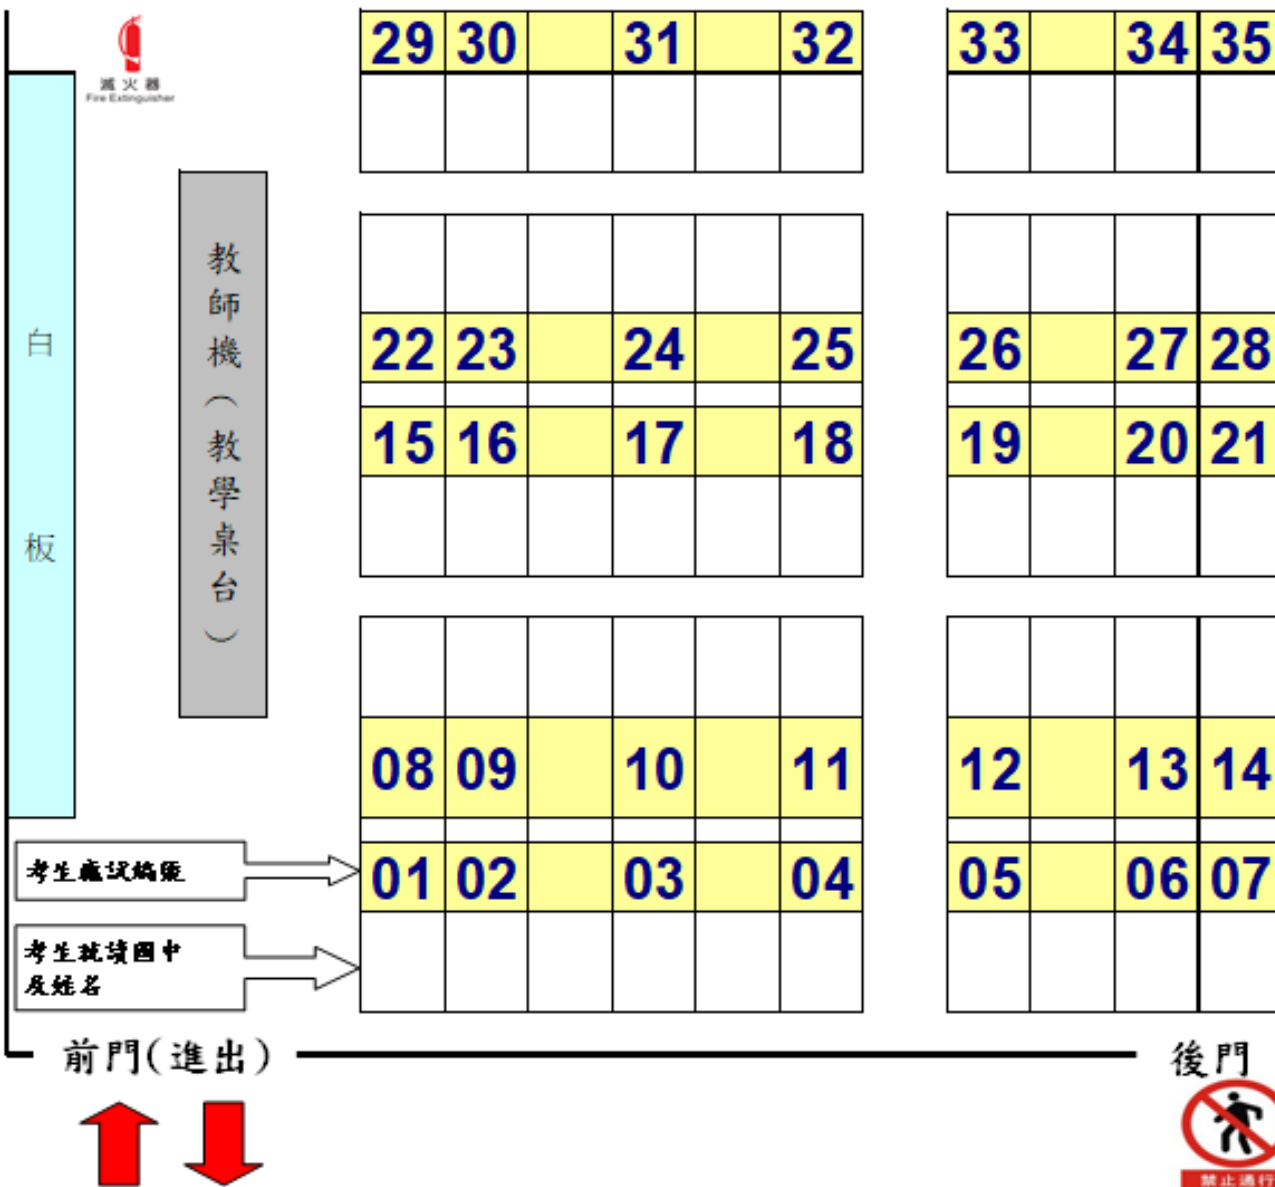 29 30 31 32 33 34 35
滅火器
Fire Extinguisher
白板
教師機(教學桌台)
22 23 24 25 26 27 28
15 16 17 18 19 20 21
08 09 10 11 12 13 14
考生應試編號
01 02 03 04 05 06 07
考生就讀國中
及姓名
前門(進出)
後門
禁止通行